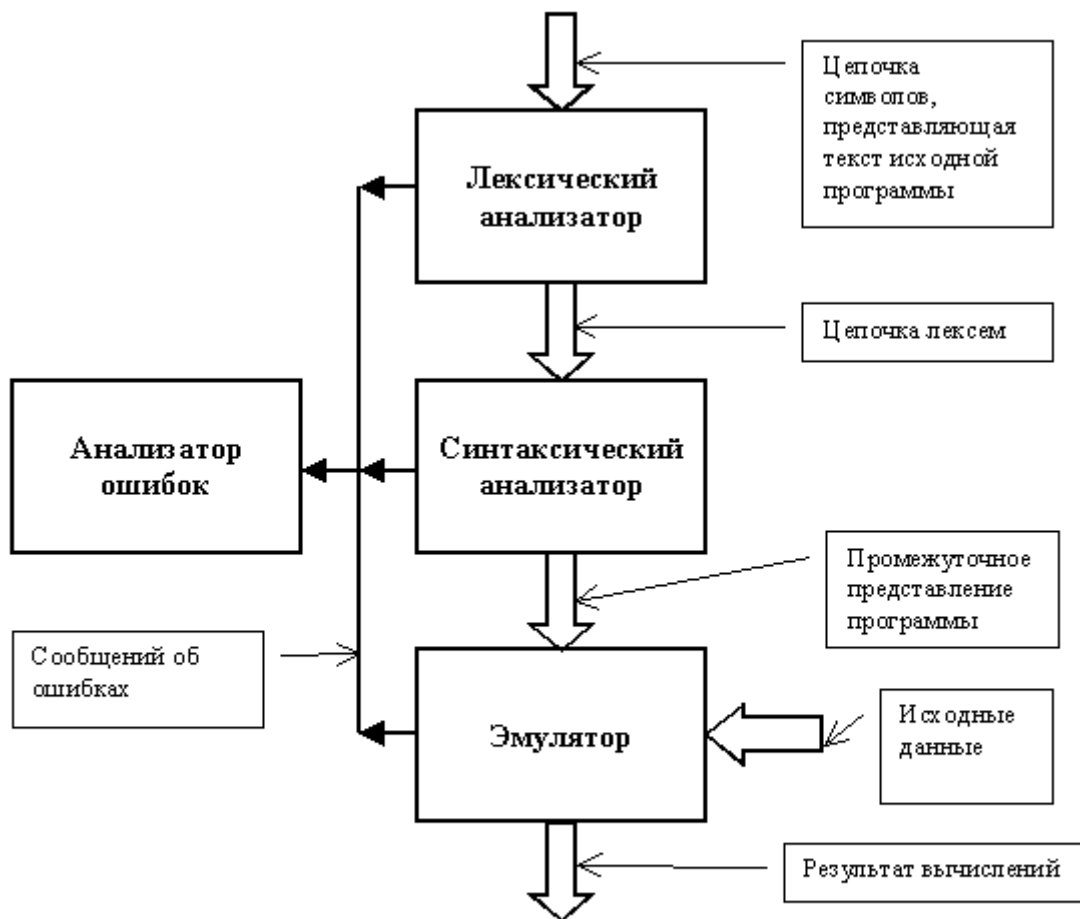 Цепочка
символов,
представляющая
текст исходной
программы
Лексический
анализатор
Цепочка лексем
Анализатор
ошибок
Синтаксический
анализатор
Промежуточное
представление
программы
Сообщений об
ошибках
Эмулятор
Исходные
данные
Результат вычислений